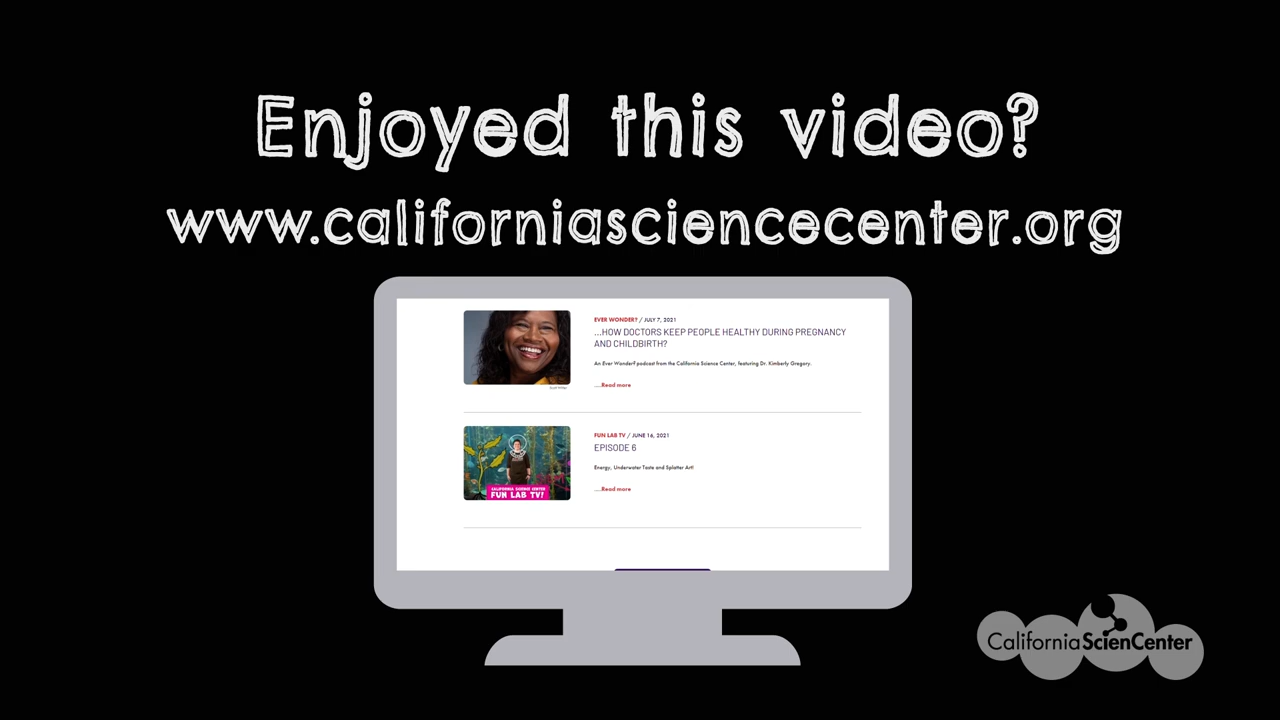 Enjoyed this video?
www.californiasciencecenter.org
EVER WONDER? / JULY 7, 2021
...HOW DOCTORS KEEP PEOPLE HEALTHY DURING PREGNANCY
AND CHILDBIRTH?
An Ever Wonder? podcast from the California Science Center, featuring Dr. Kimberly Gregory.
....Read more
FUN LAB TV / JUNE 16, 2021
EPISODE 6
Energy, Underwater Taste and Splatter Art!
....Read more
CALIFORNIA SCIENCE CENTER
FUN LAB TV!
California ScienCenter